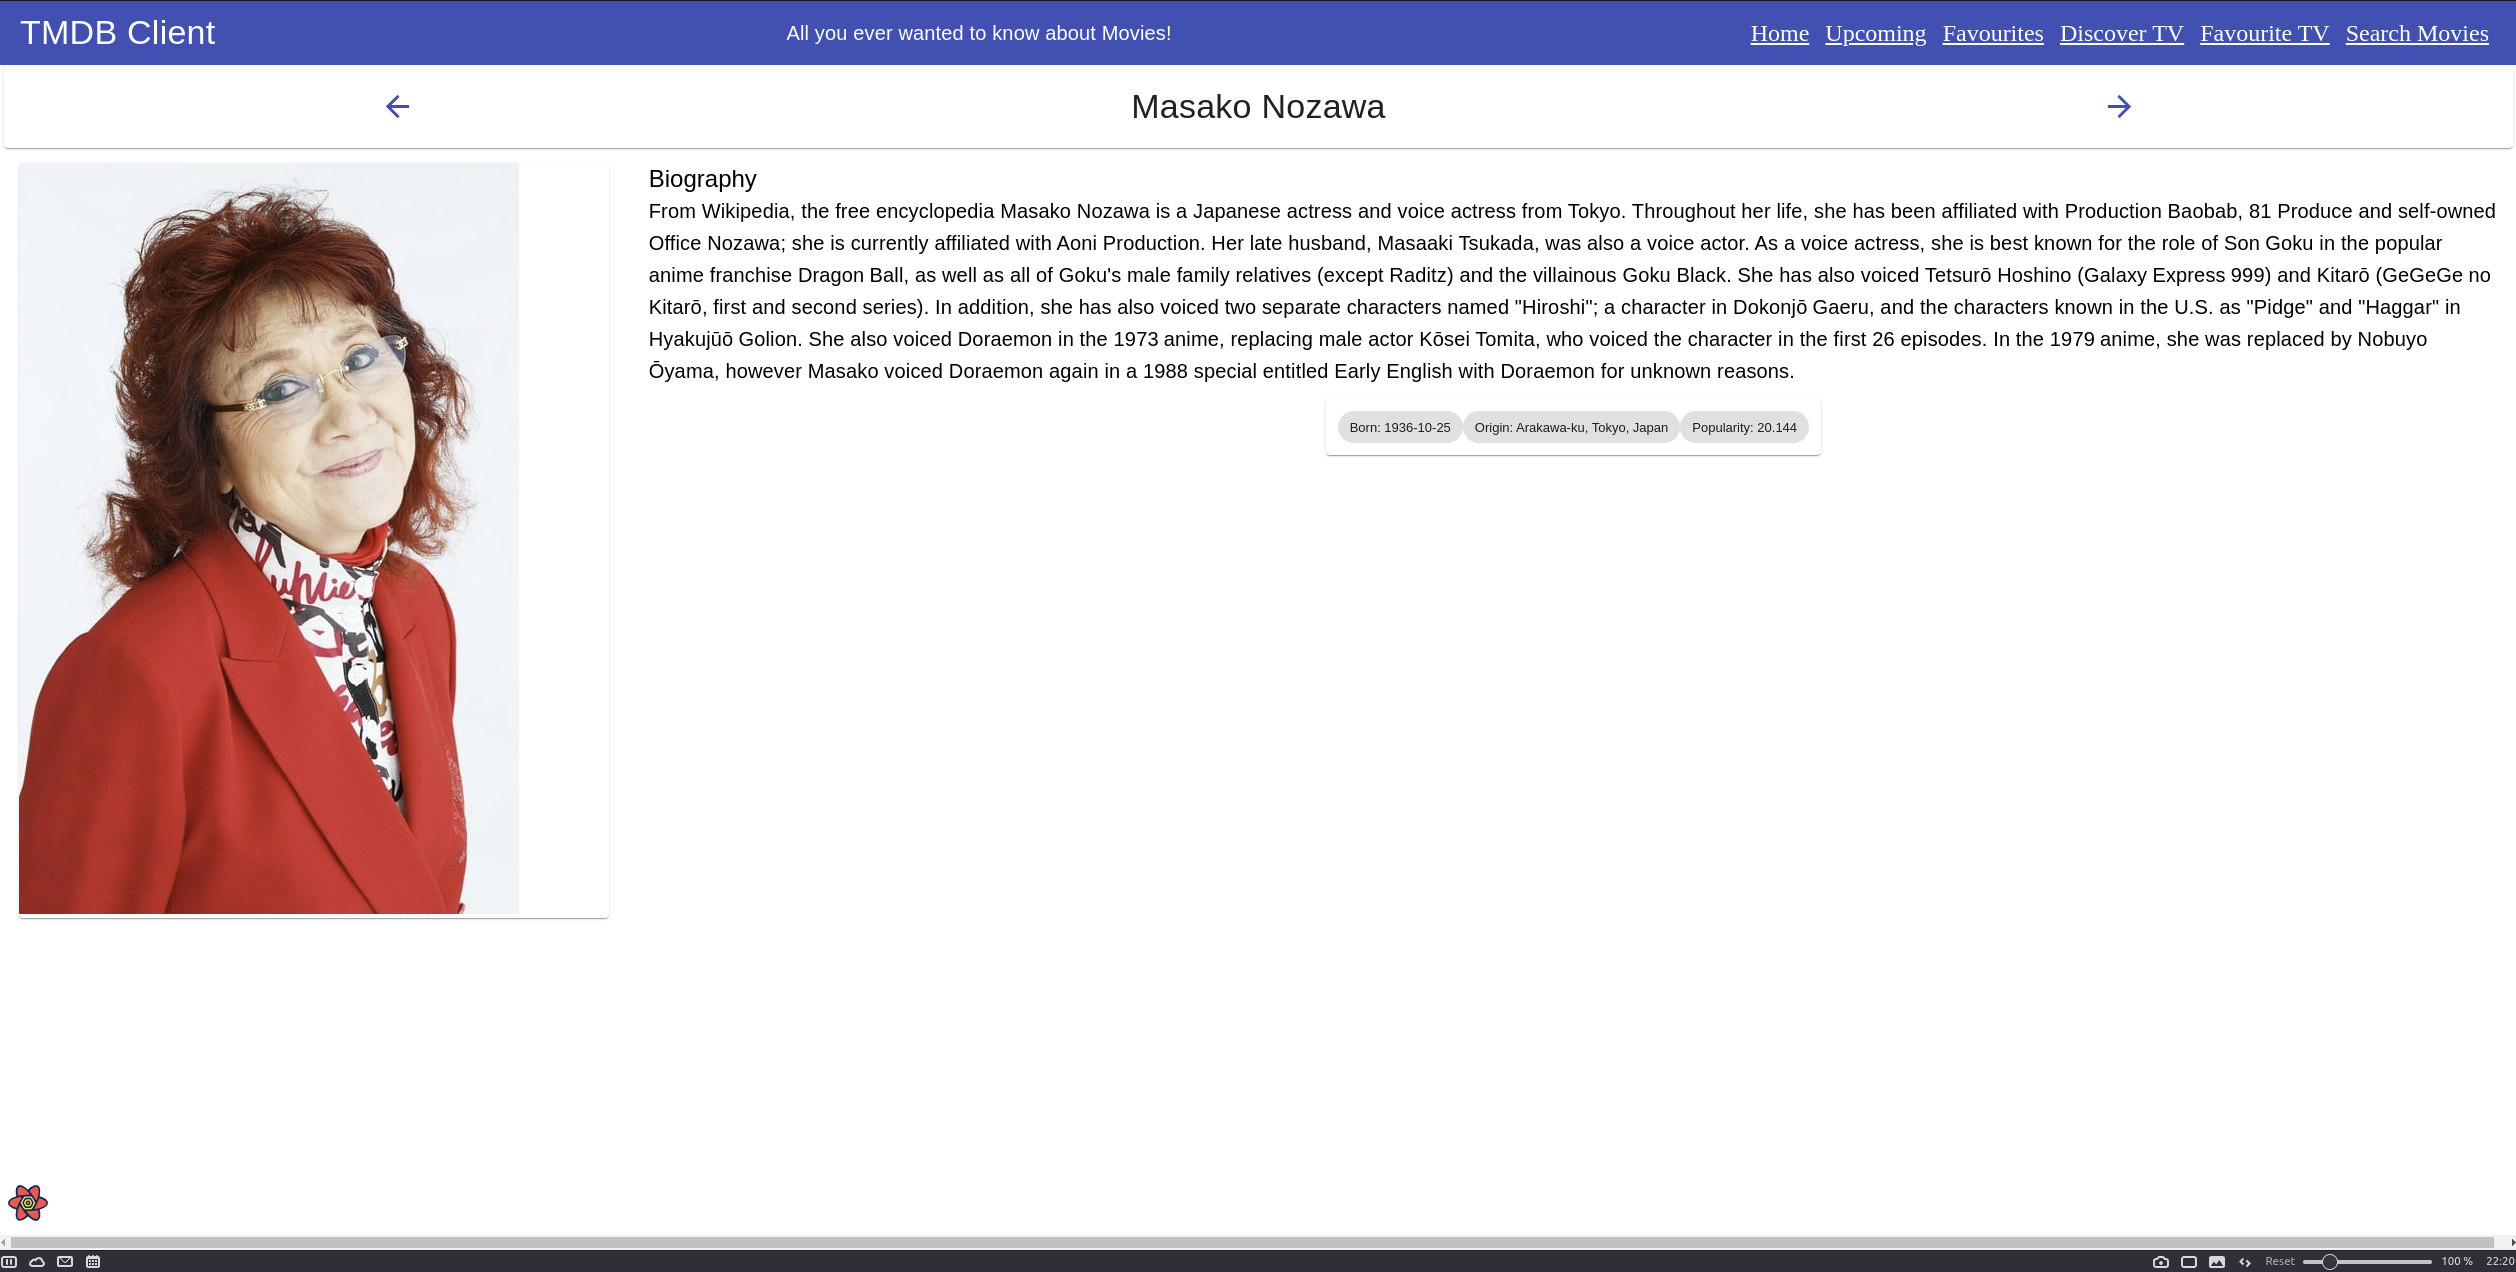 TMDB Client
All you ever wanted to know about Movies!
Home Upcoming Favourites Discover TV Favourite TV Search Movies
Masako Nozawa
Biography
From Wikipedia, the free encyclopedia Masako Nozawa is a Japanese actress and voice actress from Tokyo. Throughout her life, she has been affiliated with Production Baobab, 81 Produce and self-owned
Office Nozawa; she is currently affiliated with Aoni Production. Her late husband, Masaaki Tsukada, was also a voice actor. As a voice actress, she is best known for the role of Son Goku in the popular
anime franchise Dragon Ball, as well as all of Goku's male family relatives (except Raditz) and the villainous Goku Black. She has also voiced Tetsurō Hoshino (Galaxy Express 999) and Kitarō (GeGeGe no
Kitarō, first and second series). In addition, she has also voiced two separate characters named "Hiroshi"; a character in Dokonjō Gaeru, and the characters known in the U.S. as "Pidge" and "Haggar" in
Hyakujūō Golion. She also voiced Doraemon in the 1973 anime, replacing male actor Kōsei Tomita, who voiced the character in the first 26 episodes. In the 1979 anime, she was replaced by Nobuyo
Ōyama, however Masako voiced Doraemon again in a 1988 special entitled Early English with Doraemon for unknown reasons.
Born: 1936-10-25 Origin: Arakawa-ku, Tokyo, Japan Popularity: 20.144
Reset 100 % 22:20